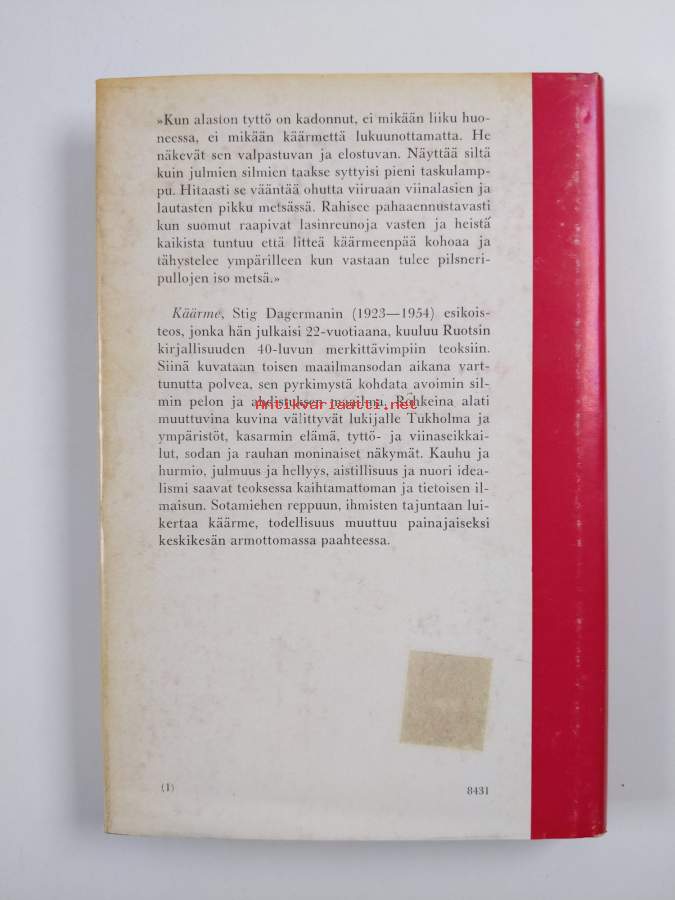 »Kun alaston tyttö on kadonnut, ei mikään liiku huo-
neessa, ei mikään käärmettä lukuunottamatta. He
näkevät sen valpastuvan ja elostuvan. Näyttää siltä
kuin julmien silmien taakse syttyisi pieni taskulamp-
pu. Hitaasti se vääntää ohutta viiruaan viinalasien ja
lautasten pikku metsässä. Rahisee pahaaennustavasti
kun suomut raapivat lasinreunoja vasten ja heistä
kaikista tuntuu että litteä käärmeenpää kohoaa ja
tähystelee ympärilleen kun vastaan tulee pilsneri-
pullojen iso metsä.»
Käärme, Stig Dagermanin (1923—1954) esikois-
teos, jonka hän julkaisi 22-vuotiaana, kuuluu Ruotsin
kirjallisuuden 40-luvun merkittävimpiin teoksiin.
Siinä kuvataan toisen maailmansodan aikana vart-
tunutta polvea, sen pyrkimystä kohdata avoimin sil-
min pelon ja ahdistuksen maailma. Rohkeina alati
Antikvariaatti.net
muuttuvina kuvina välittyvät lukijalle Tukholma ja
ympäristöt, kasarmin elämä, tyttö- ja viinaseikkai-
lut, sodan ja rauhan moninaiset näkymät. Kauhu ja
hurmio, julmuus ja hellyys, aistillisuus ja nuori idea-
lismi saavat teoksessa kaihtamattoman ja tietoisen il-
maisun. Sotamiehen reppuun, ihmisten tajuntaan lui-
kertaa käärme, todellisuus muuttuu painajaiseksi
keskikesän armottomassa paahteessa.
(1)
8431